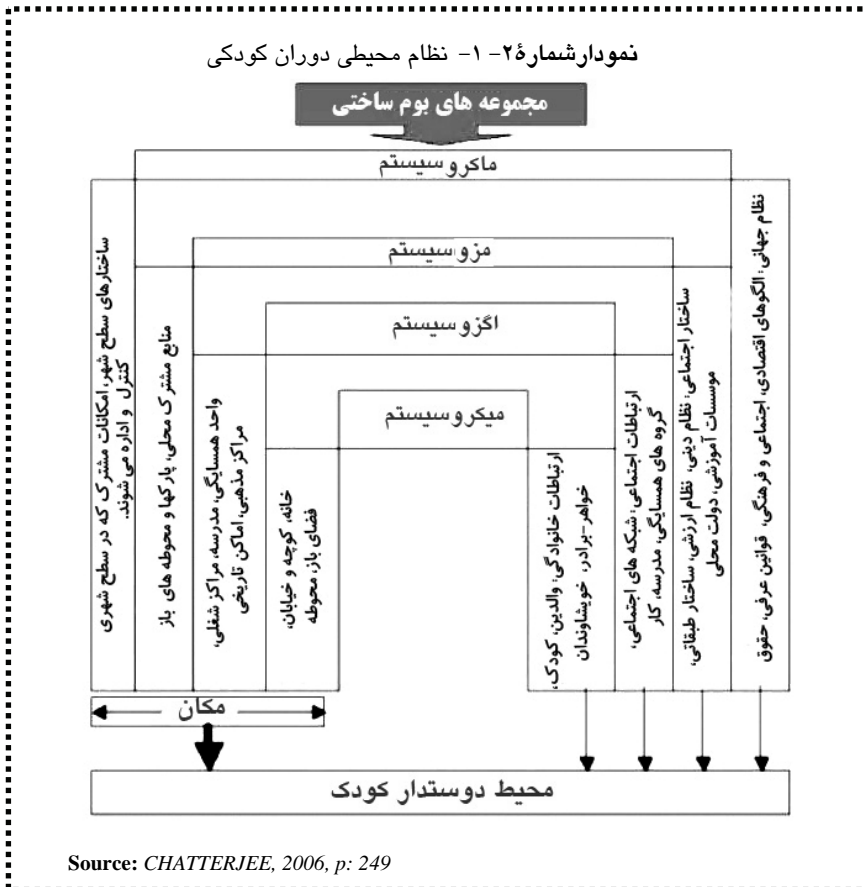 نمودارشمارۀ۲- ۱- نظام محیطی دوران کودکی
مجموعه های بوم ساختی
ماکروسیستم
مزوسیستم
اگزوسیستم
میکروسیستم
نظام جهانی: الگوهای اقتصادی، اجتماعی و فرهنگی، قوانین عرفی، حقوق
ساختار اجتماعی: نظام دینی، نظام ارزشی، ساختار طبقاتی،
موسسات آموزشی، دولت محلی
ارتباطات اجتماعی: شبکه های اجتماعی،
گروه های همسایگی، مدرسه، کار
ارتباطات خانوادگی: والدین، کودک،
خواهر-برادر، خویشاوندان
خانه، کوچه و خیابان،
فضای باز، محوطه
واحد همسایگی، مدرسه، مراکز شغلی،
مراکز مذهبی، اماکن تاریخی
منابع مشترک محلی، پارکها و محوطه های باز
ساختارهای سطح شهر، امکانات مشترک که در سطح شهری
کنترل و اداره می شوند.
مکان
محیط دوستدار کودک
Source: CHATTERJEE, 2006, p: 249